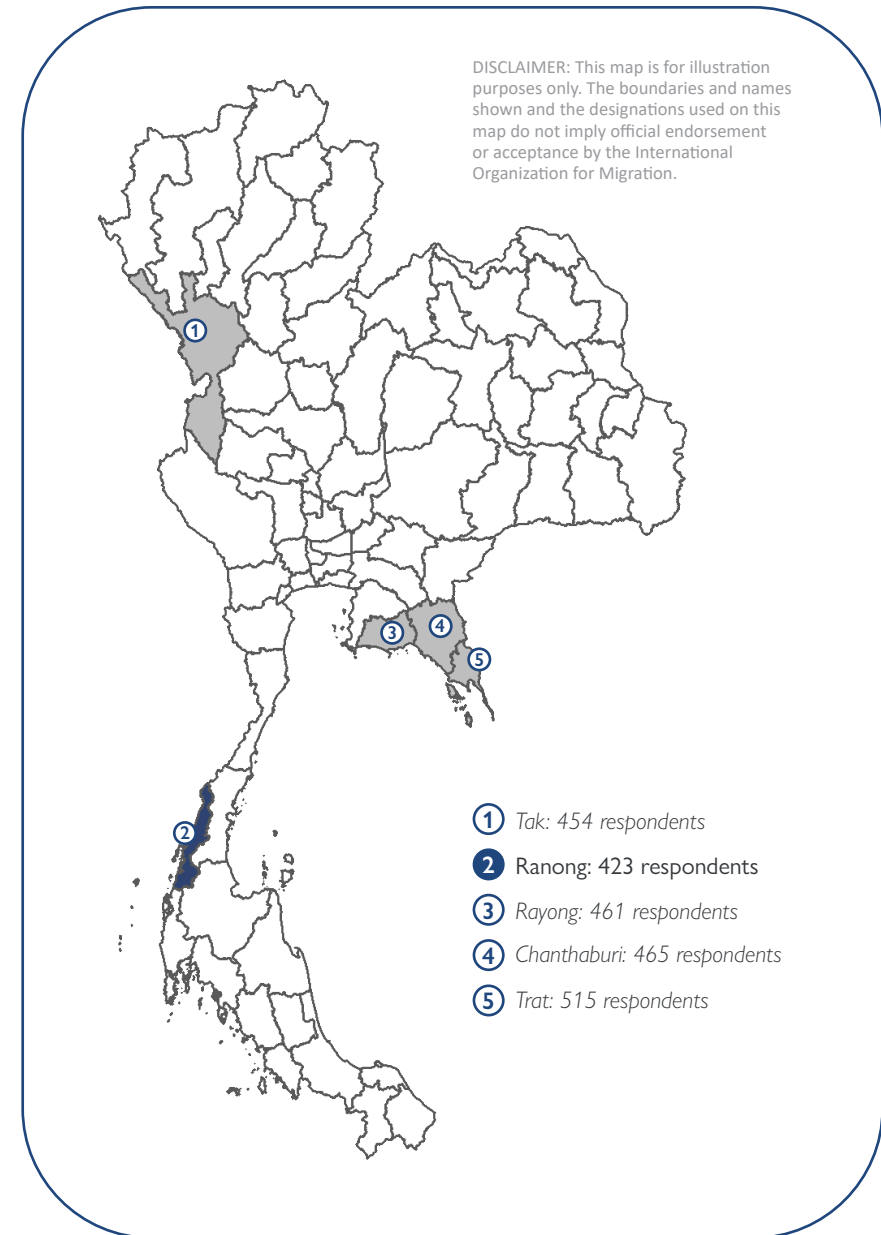 DISCLAIMER: This map is for illustration
purposes only. The boundaries and names
shown and the designations used on this
map do not imply official endorsement
or acceptance by the International
Organization for Migration.
1
3
4
5
2
1 Tak: 454 respondents
2 Ranong: 423 respondents
3 Rayong: 461 respondents
4 Chanthaburi: 465 respondents
5 Trat: 515 respondents